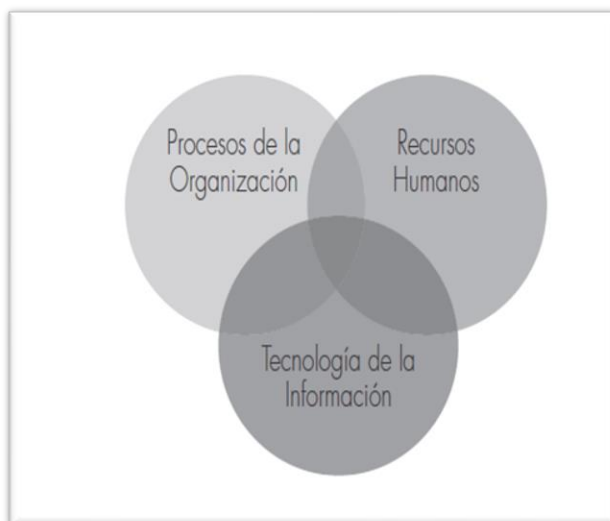 Procesos de la
Organización
Recursos
Humanos
Tecnología de la
Información